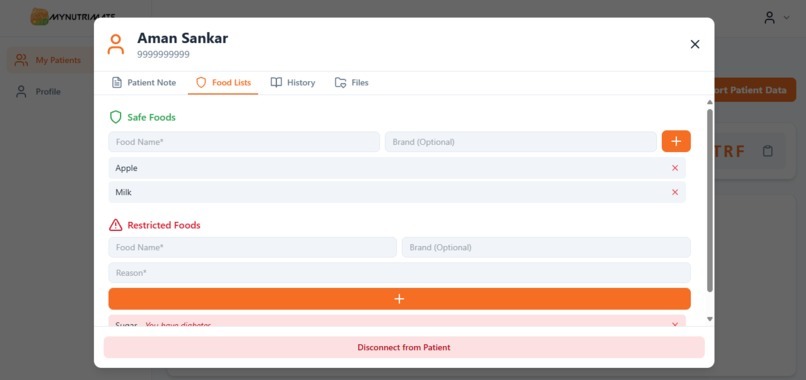 MYNUTRIMATE
Aman Sankar
9999999999
My Patients
Profile
Patient Note
Food Lists
History
Files
ort Patient Data
TRF
Safe Foods
Food Name*
Brand (Optional)
Apple
Milk
Restricted Foods
Food Name*
Brand (Optional)
Reason*
Sugar You have diabetes
Disconnect from Patient